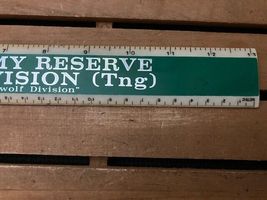 MY RESERVE
VISION (Tng)
wolf Division"